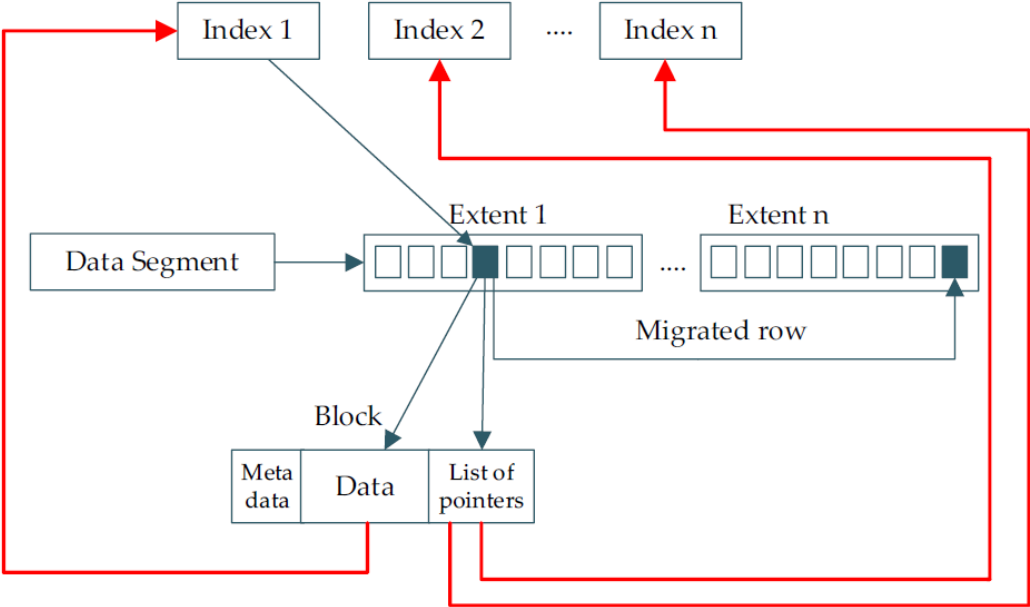 Index 1
Index 2
....
Index n
Extent 1
Extent n
Data Segment
....
Migrated row
Block
Meta
data
Data
List of
pointers